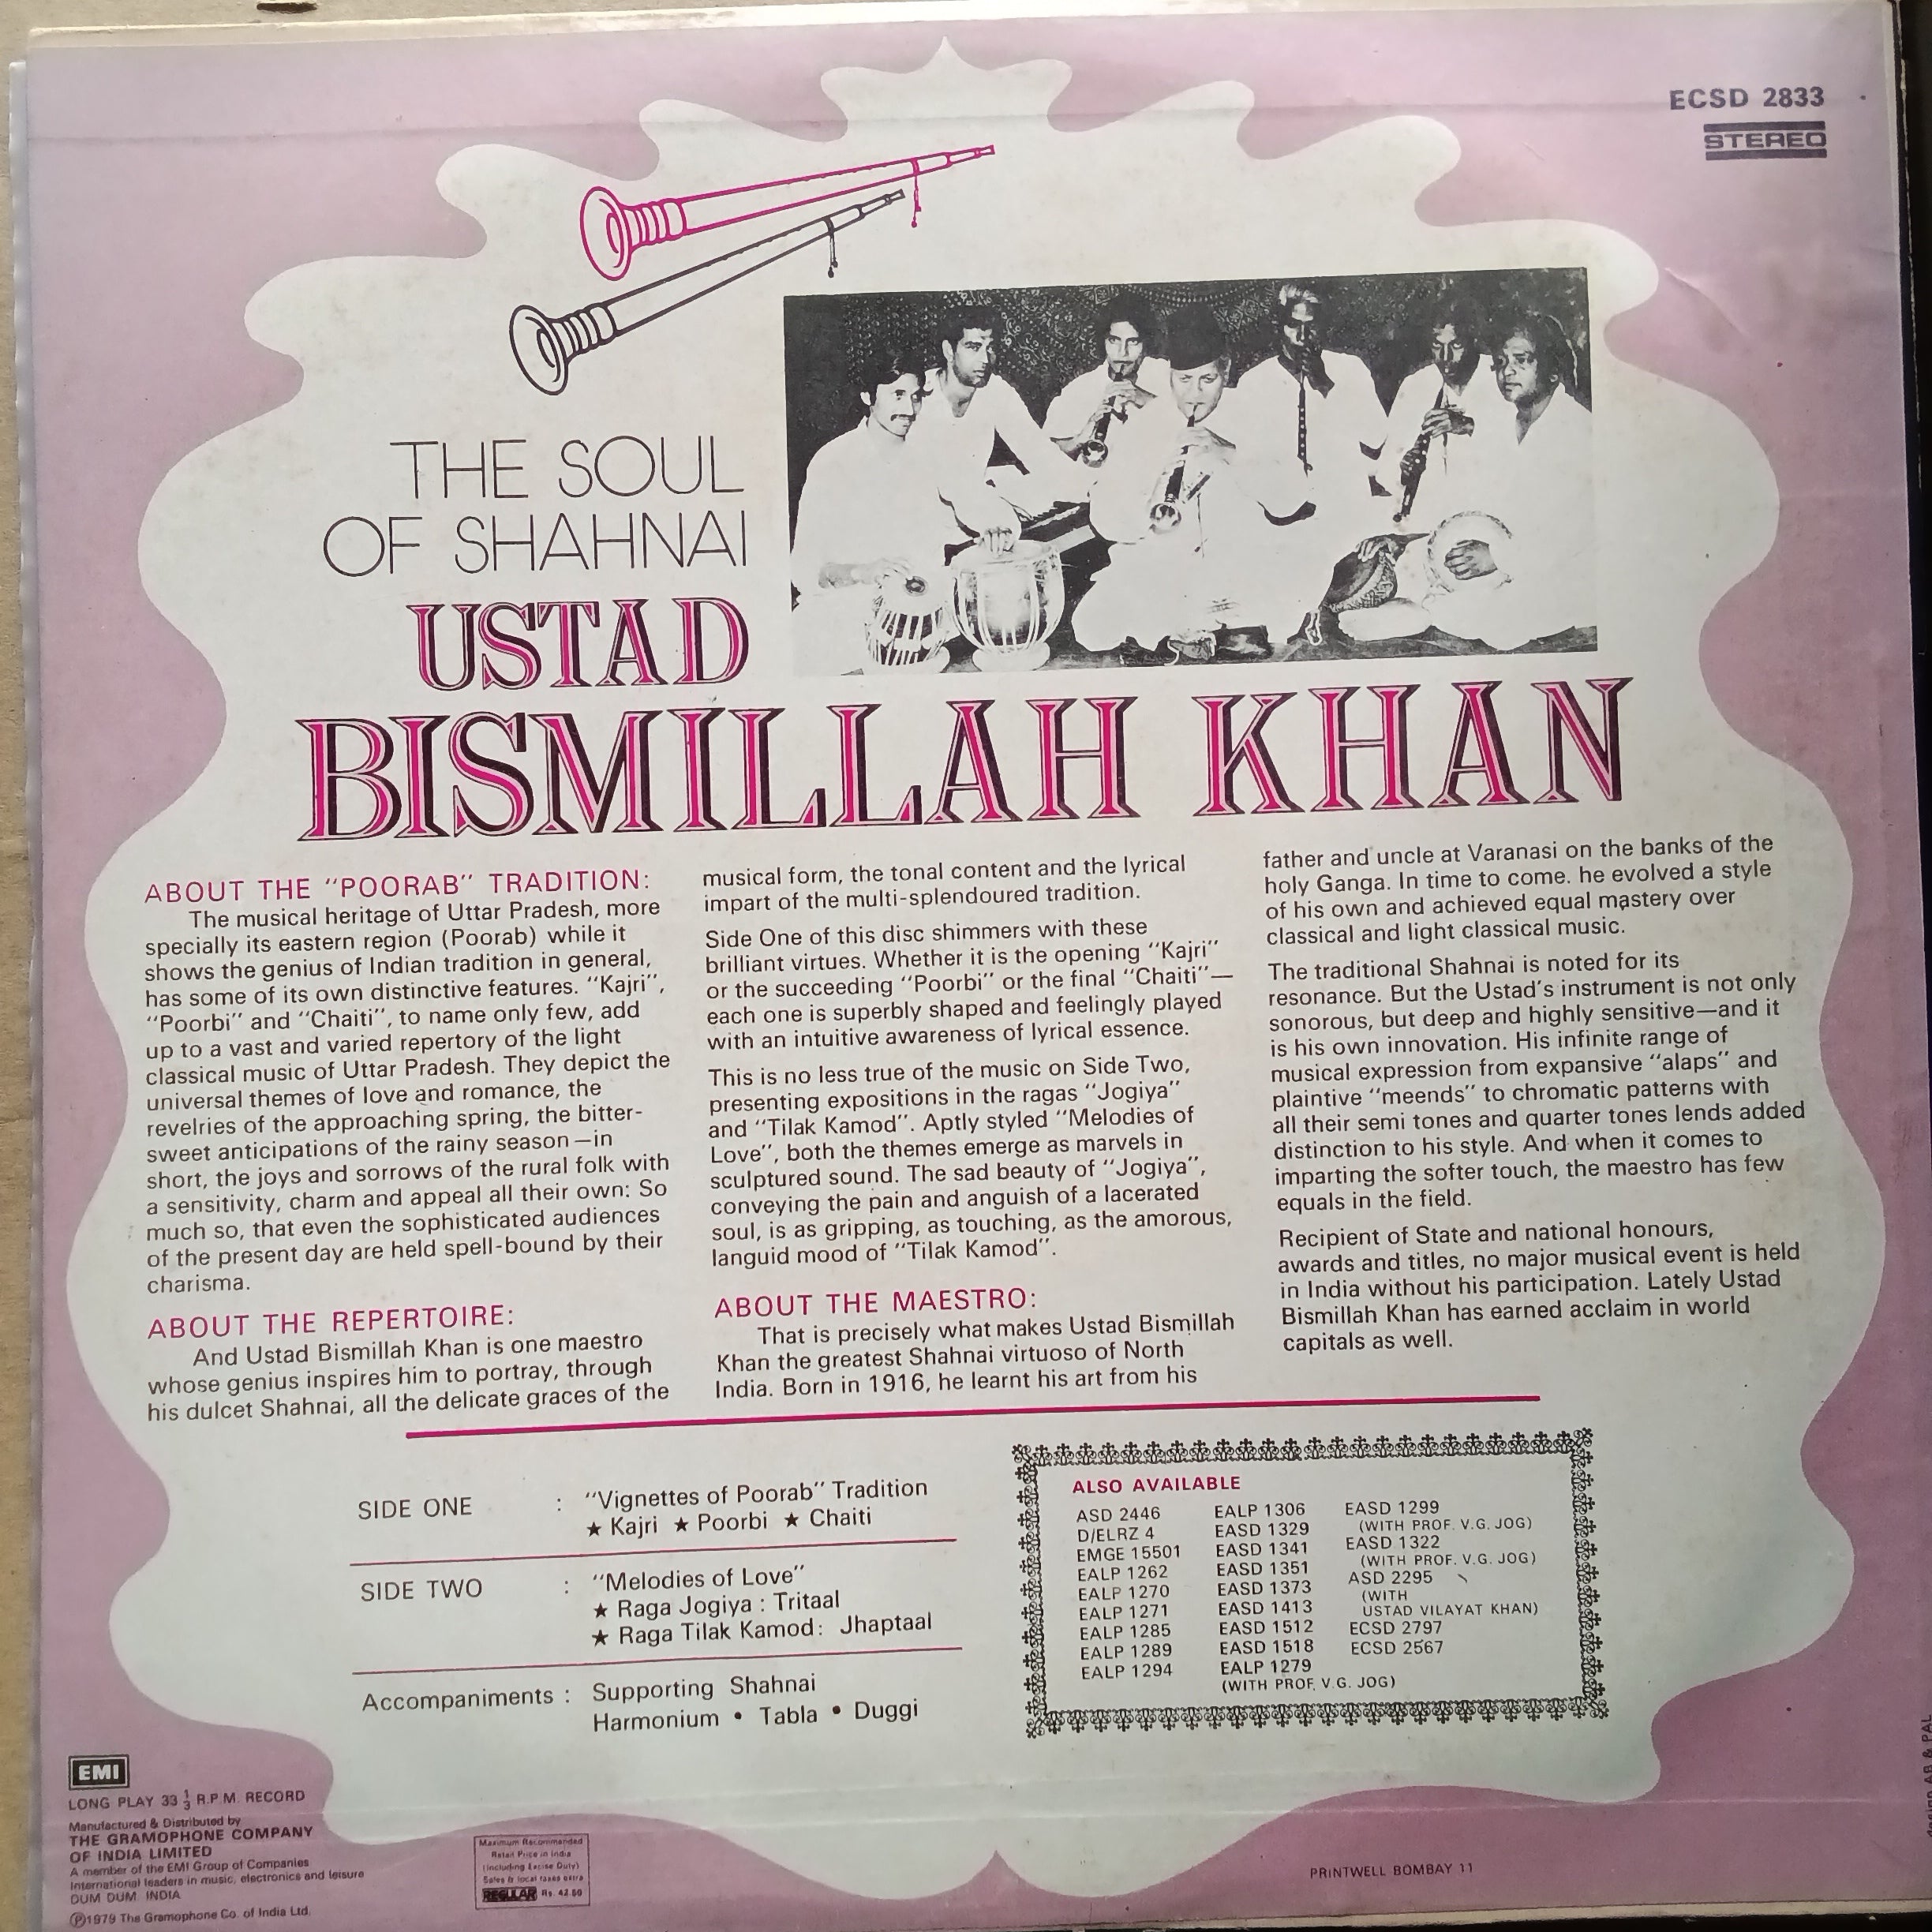 ECSD 2833
STEREO
THE SOUL
OF SHAHNAI
USTAD
BISMILLAH KHAN
ABOUT THE "POORAB" TRADITION:
The musical heritage of Uttar Pradesh, more
specially its eastern region (Poorab) while it
shows the genius of Indian tradition in general,
has some of its own distinctive features. "Kajri",
"Poorbi" and "Chaiti", to name only few, add
up to a vast and varied repertory of the light
classical music of Uttar Pradesh. They depict the
universal themes of love and romance, the
revelries of the approaching spring, the bitter-
sweet anticipations of the rainy season—in
short, the joys and sorrows of the rural folk with
a sensitivity, charm and appeal all their own: So
much so, that even the sophisticated audiences
of the present day are held spell-bound by their
charisma.
ABOUT THE REPERTOIRE:
And Ustad Bismillah Khan is one maestro
whose genius inspires him to portray, through
his dulcet Shahnai, all the delicate graces of the
musical form, the tonal content and the lyrical
impart of the multi-splendoured tradition.
Side One of this disc shimmers with these
brilliant virtues. Whether it is the opening "Kajri"
or the succeeding "Poorbi" or the final "Chaiti"—
each one is superbly shaped and feelingly played
with an intuitive awareness of lyrical essence.
This is no less true of the music on Side Two,
presenting expositions in the ragas "Jogiya"
and "Tilak Kamod". Aptly styled "Melodies of
Love", both the themes emerge as marvels in
sculptured sound. The sad beauty of "Jogiya",
conveying the pain and anguish of a lacerated
soul, is as gripping, as touching, as the amorous,
languid mood of "Tilak Kamod".
ABOUT THE MAESTRO:
That is precisely what makes Ustad Bismillah
Khan the greatest Shahnai virtuoso of North
India. Born in 1916, he learnt his art from his
father and uncle at Varanasi on the banks of the
holy Ganga. In time to come. he evolved a style
of his own and achieved equal mastery over
classical and light classical music.
The traditional Shahnai is noted for its
resonance. But the Ustad's instrument is not only
sonorous, but deep and highly sensitive—and it
is his own innovation. His infinite range of
musical expression from expansive "alaps" and
plaintive "meends" to chromatic patterns with
all their semi tones and quarter tones lends added
distinction to his style. And when it comes to
imparting the softer touch, the maestro has few
equals in the field.
Recipient of State and national honours,
awards and titles, no major musical event is held
in India without his participation. Lately Ustad
Bismillah Khan has earned acclaim in world
capitals as well.
SIDE ONE : "Vignettes of Poorab" Tradition
★ Kajri ★ Poorbi ★ Chaiti
SIDE TWO : "Melodies of Love"
★ Raga Jogiya : Tritaal
★ Raga Tilak Kamod : Jhaptaal
Accompaniments : Supporting Shahnai
Harmonium • Tabla • Duggi
ALSO AVAILABLE
ASD 2446
D/ELRZ 4
EMGE 15501
EALP 1262
EALP 1270
EALP 1271
EALP 1285
EALP 1289
EALP 1294
EALP 1306
EASD 1329
EASD 1341
EASD 1351
EASD 1373
EASD 1413
EASD 1512
EASD 1518
EALP 1279
(WITH PROF. V.G. JOG)
EASD 1299
(WITH PROF. V.G. JOG)
EASD 1322
(WITH PROF. V.G. JOG)
ASD 2295
(WITH
USTAD VILAYAT KHAN)
ECSD 2797
ECSD 2567
EMI
LONG PLAY 33 1/3 R.P.M. RECORD
Manufactured & Distributed by
THE GRAMOPHONE COMPANY
OF INDIA LIMITED
A member of the EMI Group of Companies
International leaders in music, electronics and leisure
DUM DUM. INDIA
Ⓟ1979 The Gramophone Co. of India Ltd.
Maximum Recommended
Retail Price in India
(Including Excise Duty)
Sales & local taxes extra
REGULAR Rs. 42.50
PRINTWELL BOMBAY 11